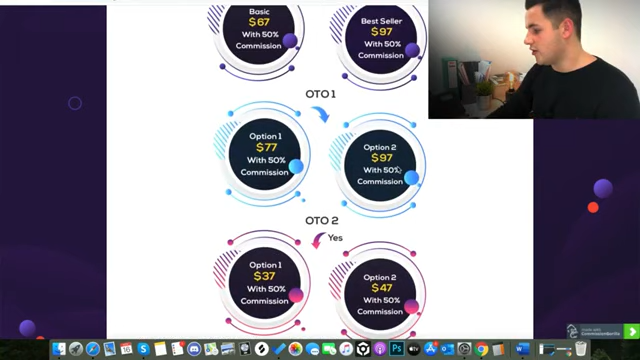 Basic
$67
With 50%
Commission
Best Seller
$97
With 50%
Commission
OTO 1
Option 1
$77
With 50%
Commission
Option 2
$97
With 50%
Commission
OTO 2
Yes
Option 1
$37
With 50%
Commission
Option 2
$47
With 50%
Commission